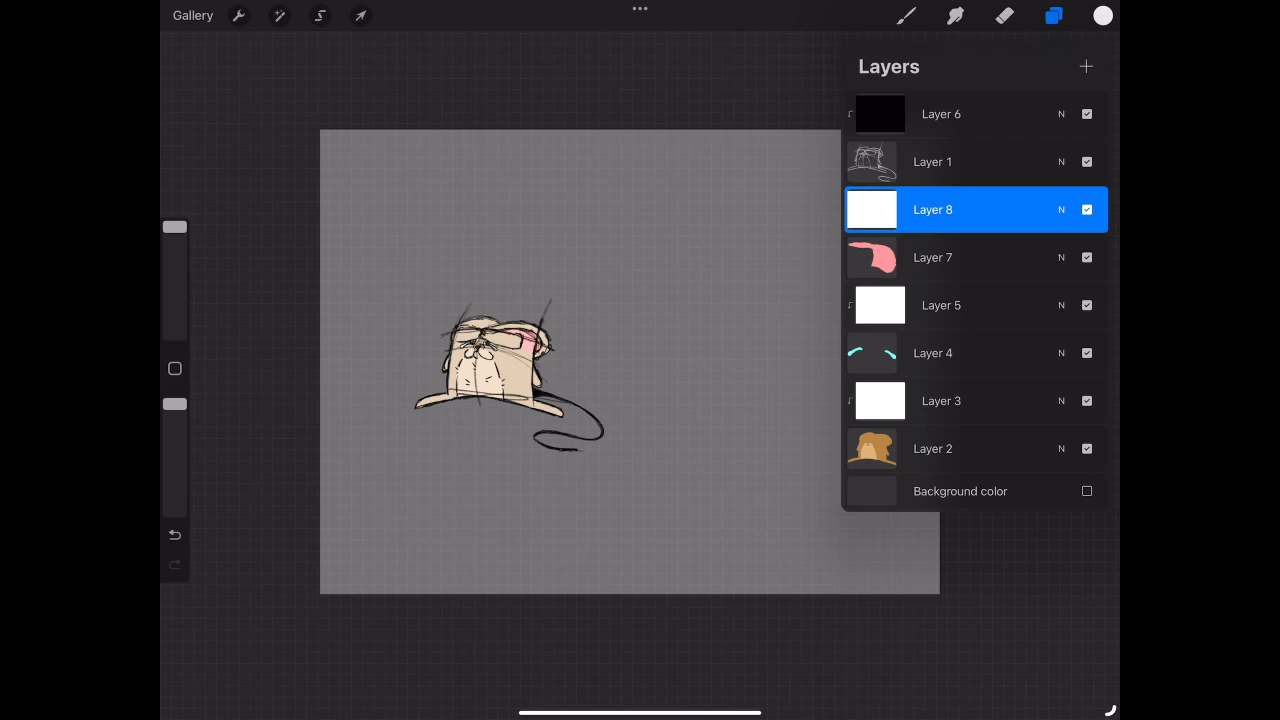 Gallery
Layers
Layer 6 N
Layer 1 N
Layer 8 N
Layer 7 N
Layer 5 N
Layer 4 N
Layer 3 N
Layer 2 N
Background color